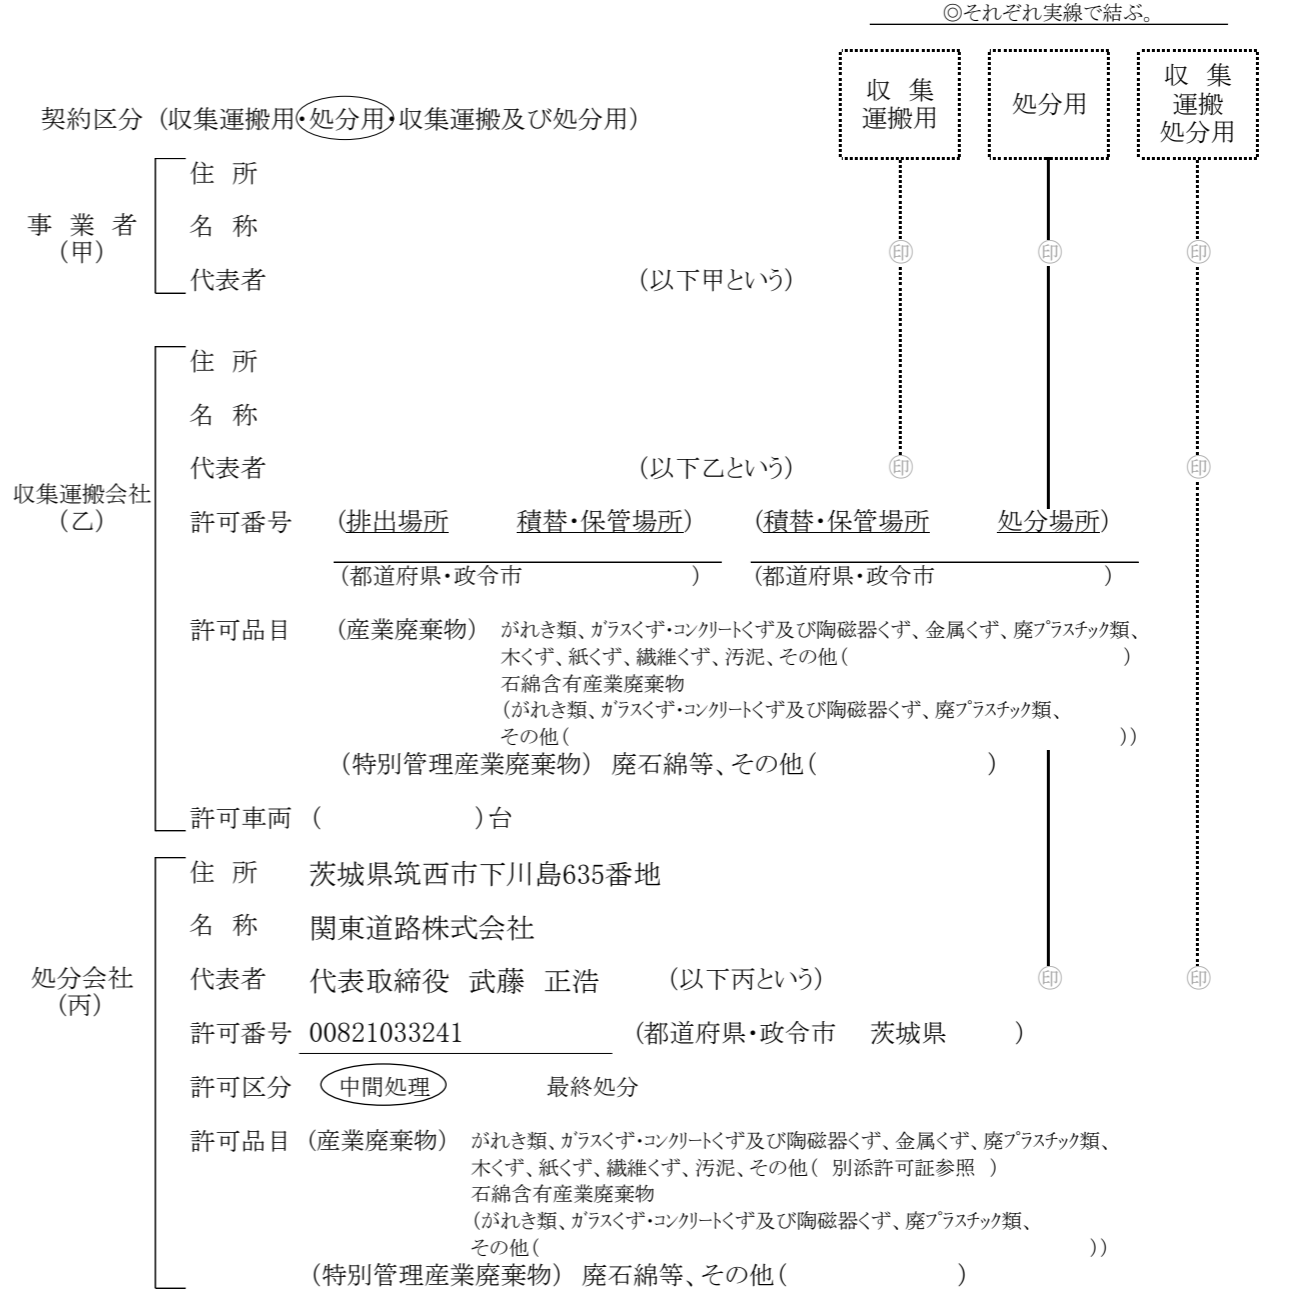 ◎それぞれ実線で結ぶ。
収 集
運搬用
処分用
収 集
運搬
処分用
契約区分 (収集運搬用・処分用・収集運搬及び処分用)
事 業 者
(甲)
住 所
名 称
代表者 (以下甲という)
印 印 印
収集運搬会社
(乙)
住 所
名 称
代表者 (以下乙という) 印 印
許可番号 (排出場所 積替・保管場所) (積替・保管場所 処分場所)
(都道府県・政令市 ) (都道府県・政令市 )
許可品目 (産業廃棄物) がれき類、ガラスくず・コンクリートくず及び陶磁器くず、金属くず、廃プラスチック類、
木くず、紙くず、繊維くず、汚泥、その他( )
石綿含有産業廃棄物
(がれき類、ガラスくず・コンクリートくず及び陶磁器くず、廃プラスチック類、
その他( ))
(特別管理産業廃棄物) 廃石綿等、その他( )
許可車両 ( )台
処分会社
(丙)
住 所 茨城県筑西市下川島635番地
名 称 関東道路株式会社
代表者 代表取締役 武藤 正浩 (以下丙という) 印 印
許可番号 00821033241 (都道府県・政令市 茨城県 )
許可区分 中間処理 最終処分
許可品目 (産業廃棄物) がれき類、ガラスくず・コンクリートくず及び陶磁器くず、金属くず、廃プラスチック類、
木くず、紙くず、繊維くず、汚泥、その他( 別添許可証参照 )
石綿含有産業廃棄物
(がれき類、ガラスくず・コンクリートくず及び陶磁器くず、廃プラスチック類、
その他( ))
(特別管理産業廃棄物) 廃石綿等、その他( )